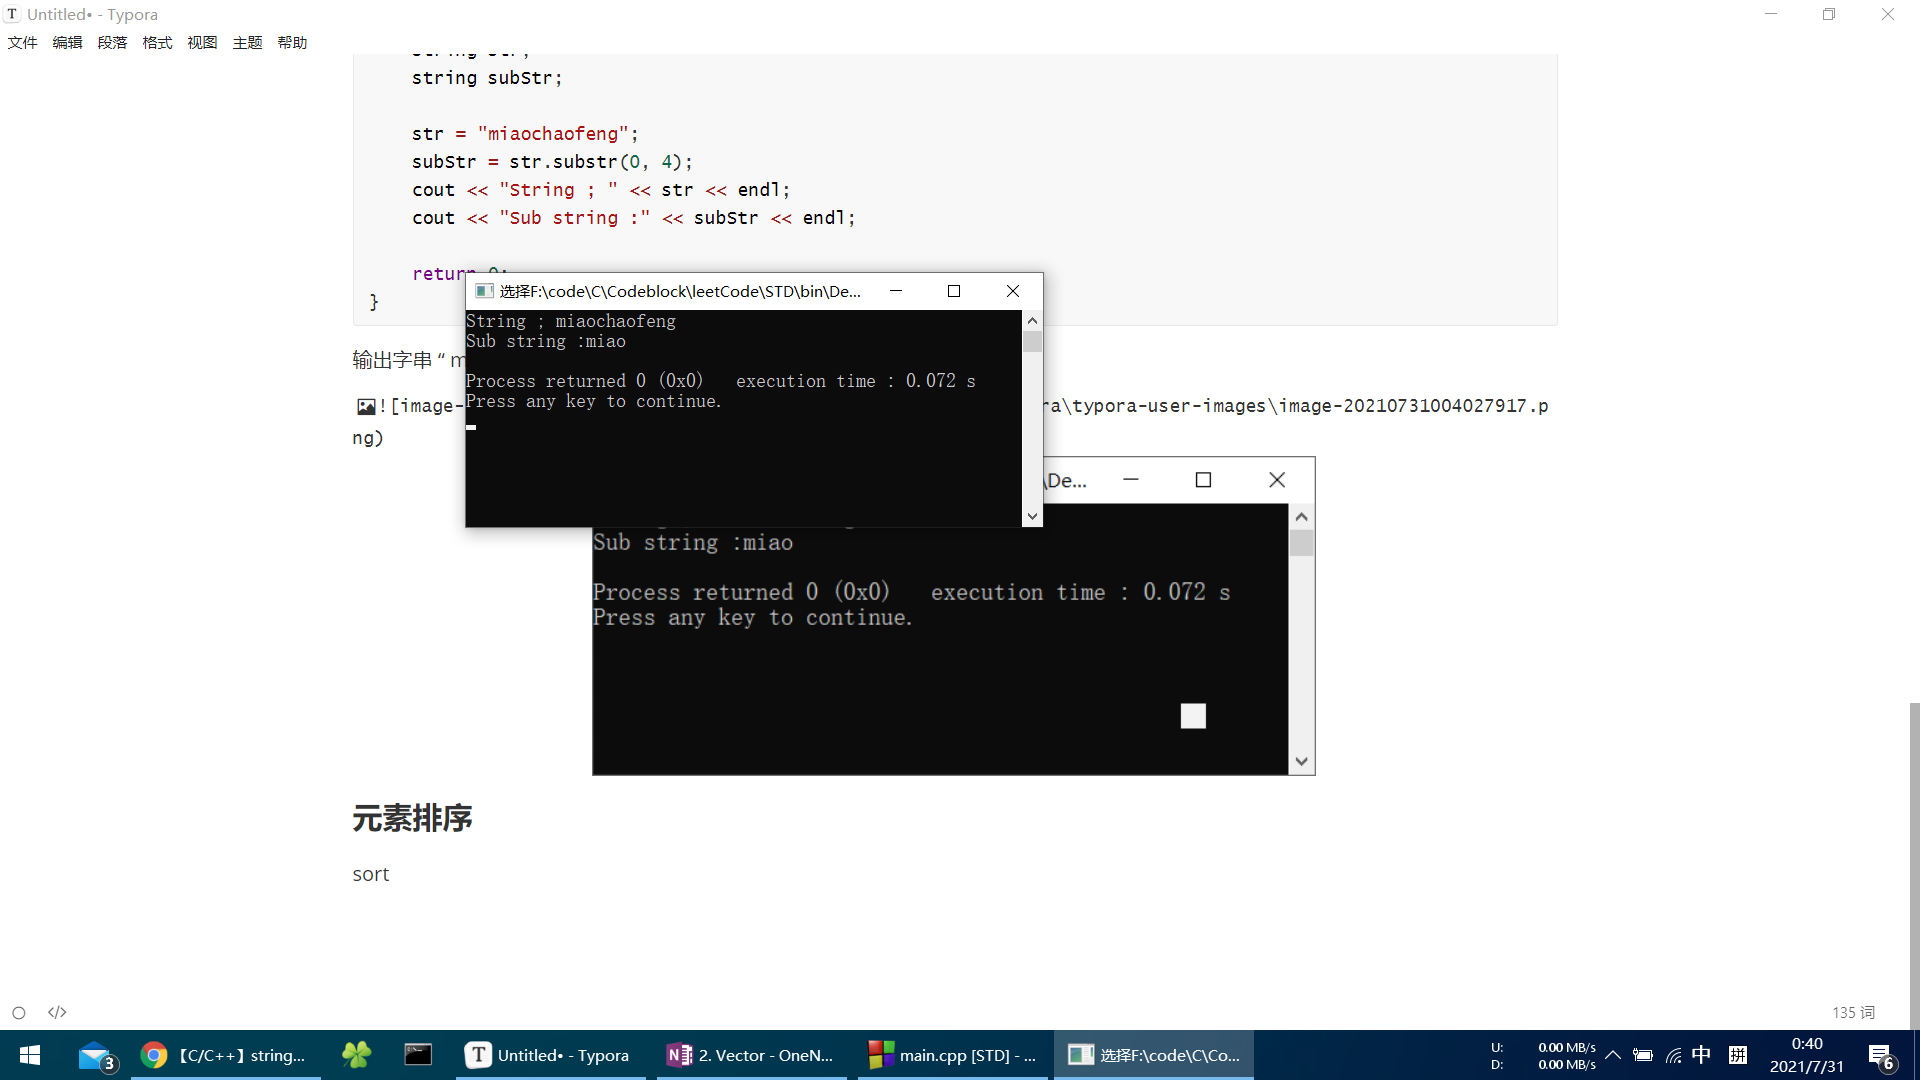 Untitled• - Typora
文件 编辑 段落 格式 视图 主题 帮助
string subStr;
str = "miaochaofeng";
subStr = str.substr(0, 4);
cout << "String ; " << str << endl;
cout << "Sub string :" << subStr << endl;
return 0;
}
选择F:\code\C\Codeblock\leetCode\STD\bin\De...
String ; miaochaofeng
Sub string :miao
Process returned 0 (0x0)   execution time : 0.072 s
Press any key to continue.
输出字串 “ m
![image-
ra\typora-user-images\image-20210731004027917.p
ng)
\De...
Sub string :miao
Process returned 0 (0x0)   execution time : 0.072 s
Press any key to continue.
元素排序
sort
</> 135 词
3 【C/C++】string... Untitled• - Typora 2. Vector - OneN... main.cpp [STD] - ... 选择F:\code\C\Co...
U: 0.00 MB/s
D: 0.00 MB/s
中 拼
0:40
2021/7/31
6